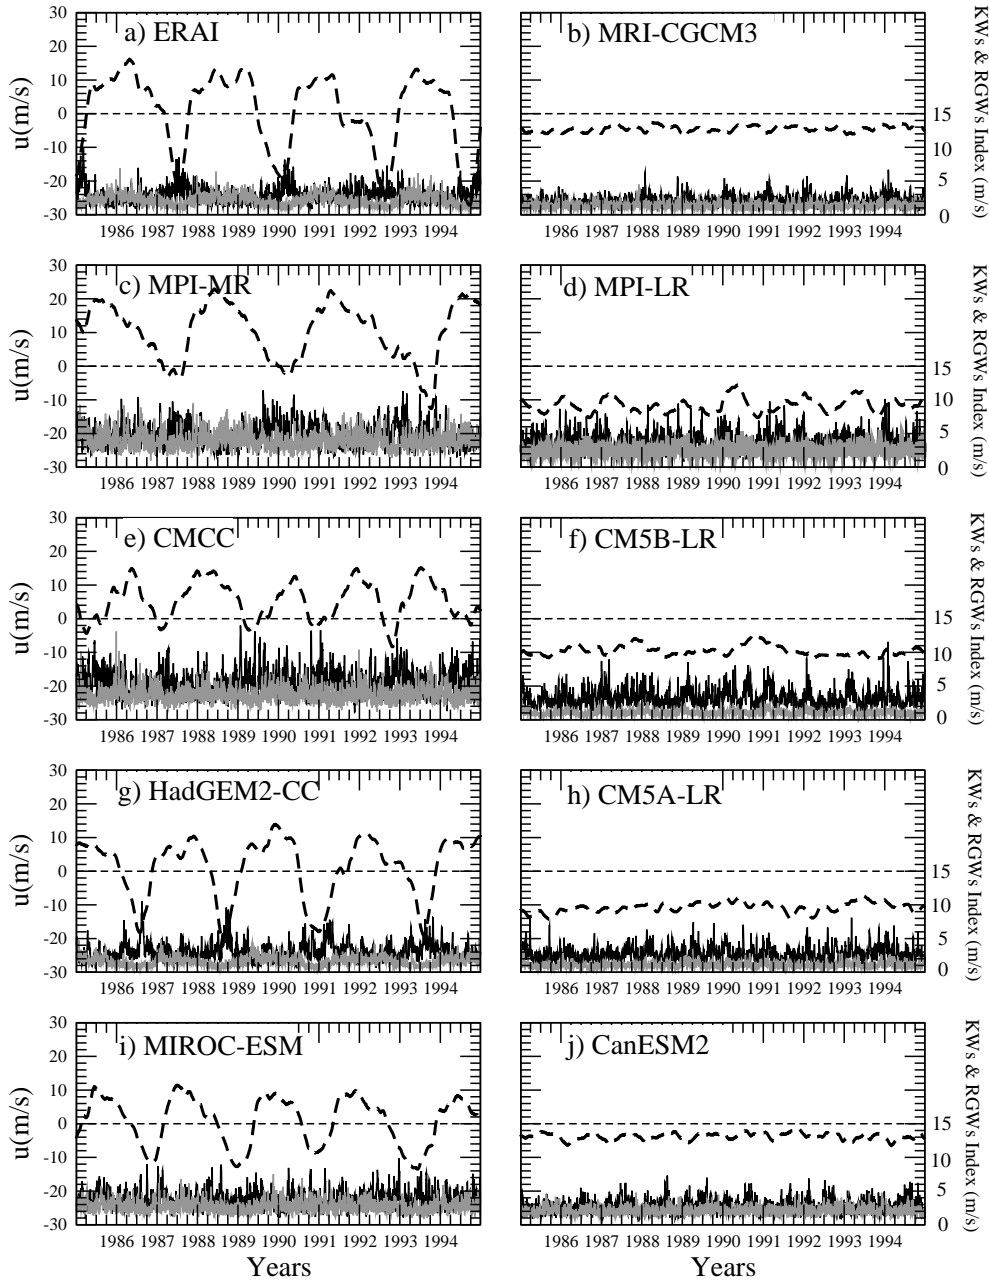 a) ERAI
b) MRI-CGCM3
30
20
10
0
-10
-20
-30
u(m/s)
15
10
5
0
KWs & RGWs Index (m/s)
1986 1987 1988 1989 1990 1991 1992 1993 1994
1986 1987 1988 1989 1990 1991 1992 1993 1994
c) MPI-MR
d) MPI-LR
30
20
10
0
-10
-20
-30
u(m/s)
15
10
5
0
KWs & RGWs Index (m/s)
1986 1987 1988 1989 1990 1991 1992 1993 1994
1986 1987 1988 1989 1990 1991 1992 1993 1994
e) CMCC
f) CM5B-LR
30
20
10
0
-10
-20
-30
u(m/s)
15
10
5
0
KWs & RGWs Index (m/s)
1986 1987 1988 1989 1990 1991 1992 1993 1994
1986 1987 1988 1989 1990 1991 1992 1993 1994
g) HadGEM2-CC
h) CM5A-LR
30
20
10
0
-10
-20
-30
u(m/s)
15
10
5
0
KWs & RGWs Index (m/s)
1986 1987 1988 1989 1990 1991 1992 1993 1994
1986 1987 1988 1989 1990 1991 1992 1993 1994
i) MIROC-ESM
j) CanESM2
30
20
10
0
-10
-20
-30
u(m/s)
15
10
5
0
KWs & RGWs Index (m/s)
1986 1987 1988 1989 1990 1991 1992 1993 1994
1986 1987 1988 1989 1990 1991 1992 1993 1994
Years
Years